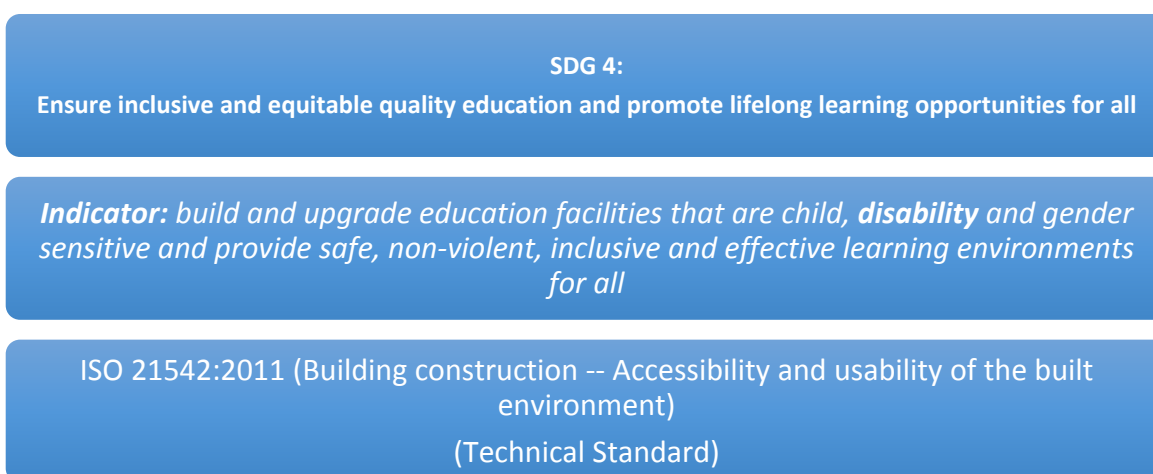 SDG 4:
Ensure inclusive and equitable quality education and promote lifelong learning opportunities for all
Indicator: build and upgrade education facilities that are child, disability and gender
sensitive and provide safe, non-violent, inclusive and effective learning environments
for all
ISO 21542:2011 (Building construction -- Accessibility and usability of the built
environment)
(Technical Standard)